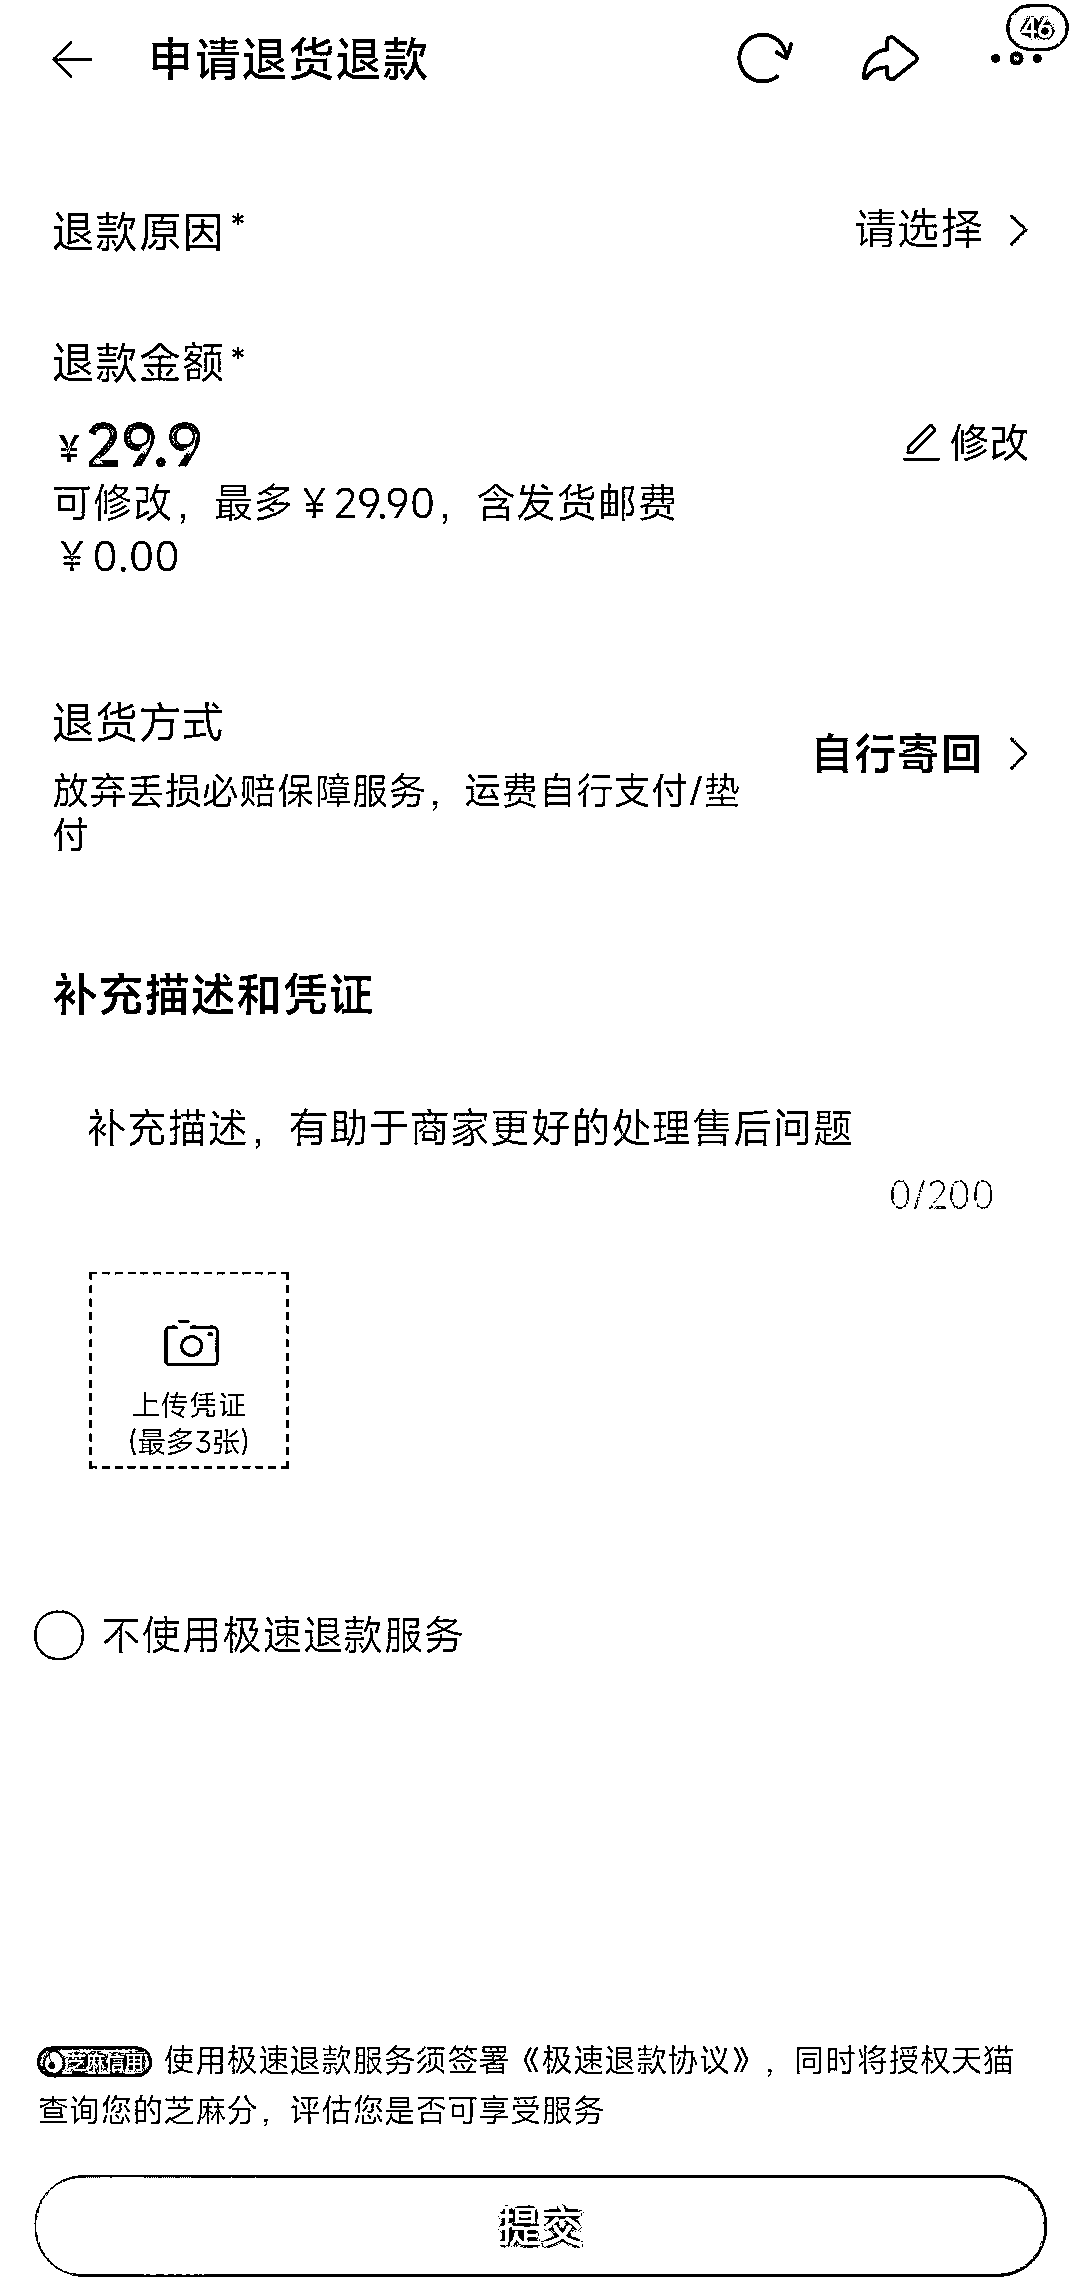 申请退货退款
46
退款原因*
请选择
退款金额*
¥29.9
修改
可修改，最多¥29.90，含发货邮费
¥0.00
退货方式
自行寄回
放弃丢损必赔保障服务，运费自行支付/垫
付
补充描述和凭证
补充描述，有助于商家更好的处理售后问题
0/200
上传凭证
(最多3张)
不使用极速退款服务
芝麻信用 使用极速退款服务须签署《极速退款协议》，同时将授权天猫
查询您的芝麻分，评估您是否可享受服务
提交